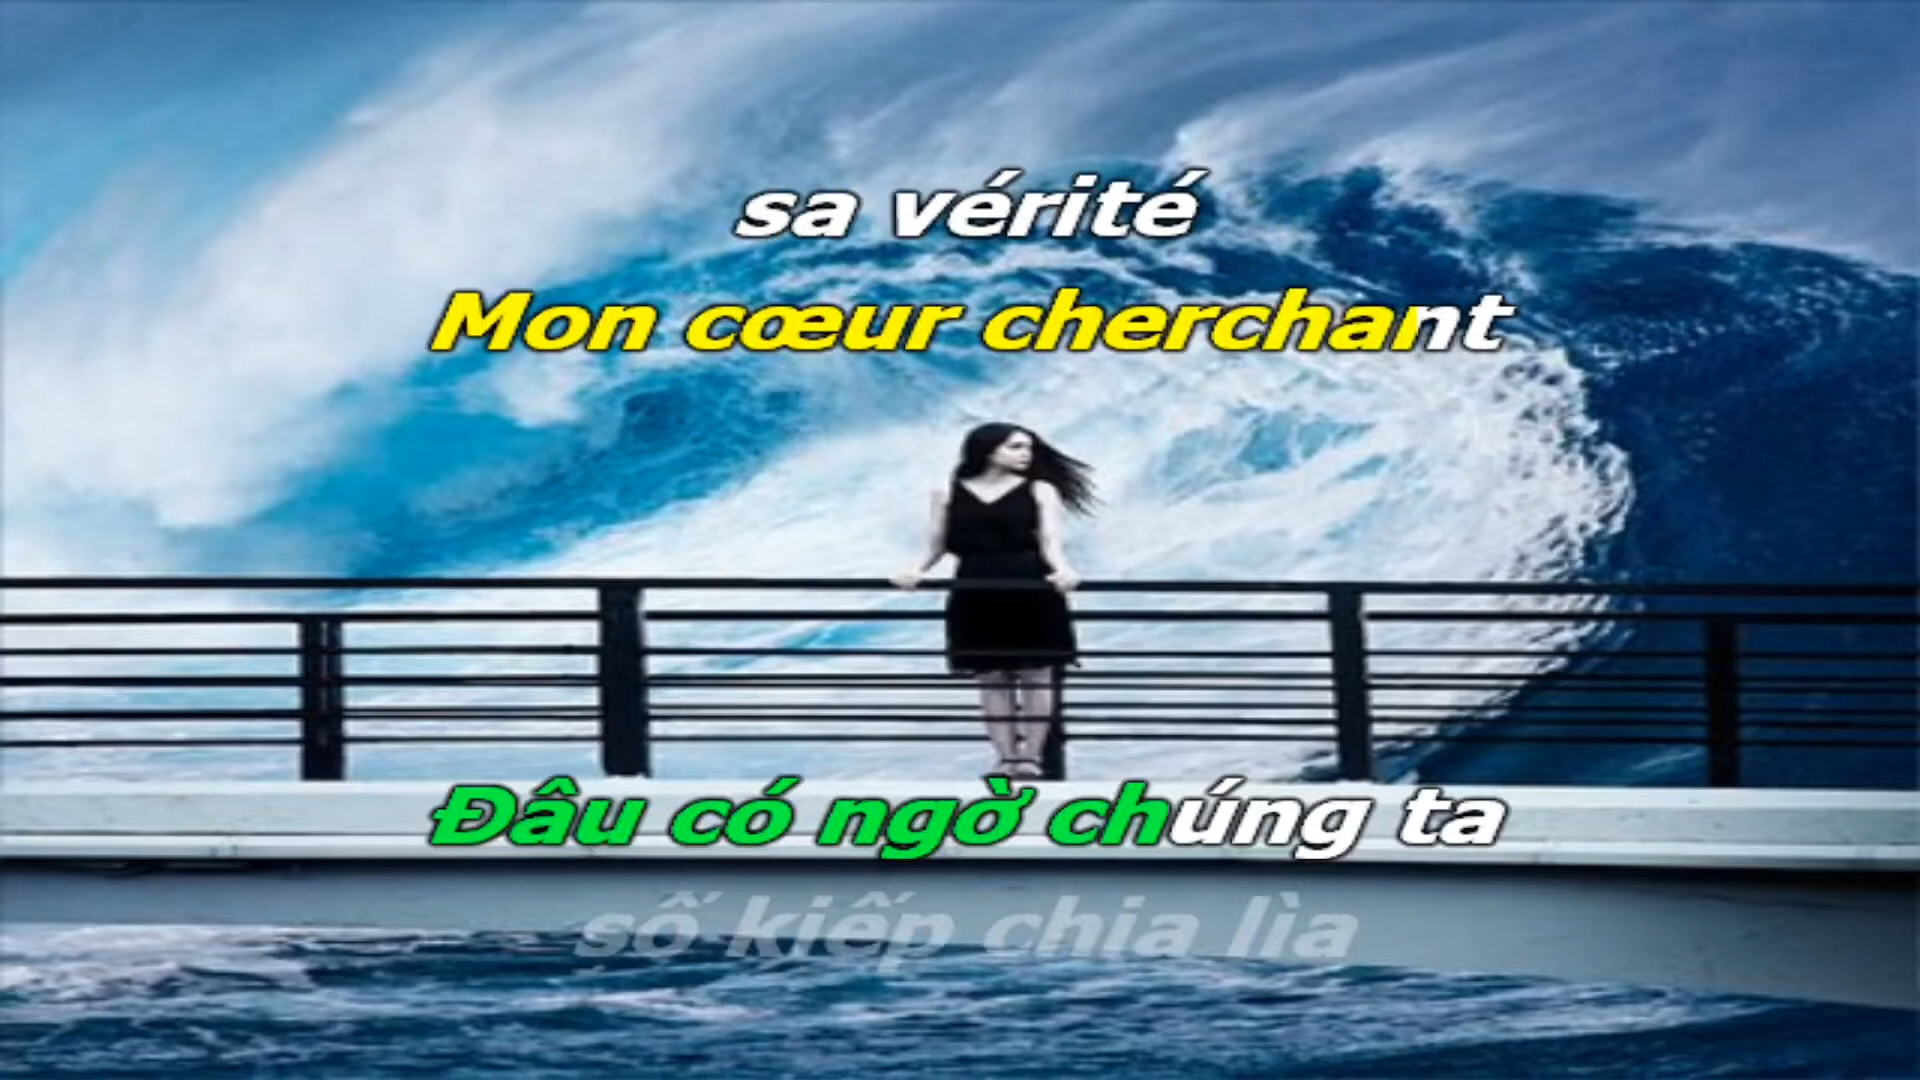 sa vérité
Mon cœur cherchant
Đâu có ngờ chúng ta
số kiếp chia lìa